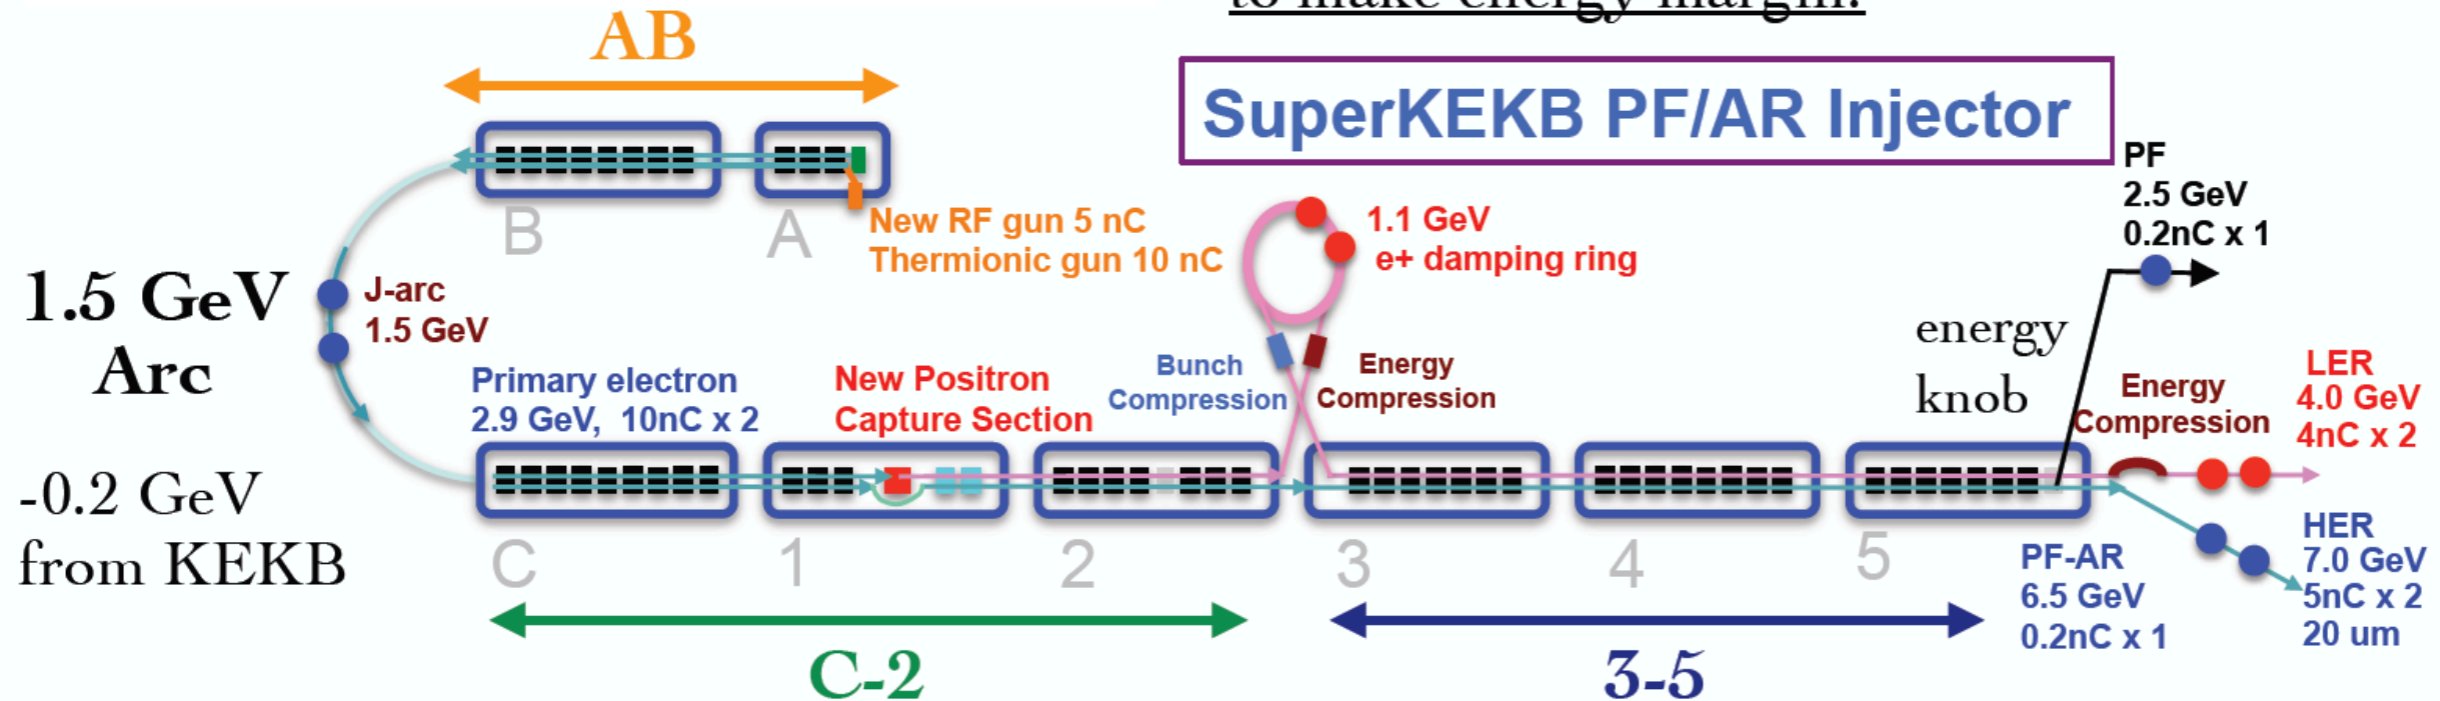 to make energy margin.
AB
SuperKEKB PF/AR Injector
PF
2.5 GeV
0.2nC x 1
B
A
New RF gun 5 nC
Thermionic gun 10 nC
1.1 GeV
e+ damping ring
1.5 GeV
Arc
J-arc
1.5 GeV
energy
knob
Primary electron
2.9 GeV, 10nC x 2
New Positron
Capture Section
Bunch
Compression
Energy
Compression
Energy
Compression
LER
4.0 GeV
4nC x 2
-0.2 GeV
from KEKB
C
1
2
3
4
5
PF-AR
6.5 GeV
0.2nC x 1
HER
7.0 GeV
5nC x 2
20 um
C-2
3-5